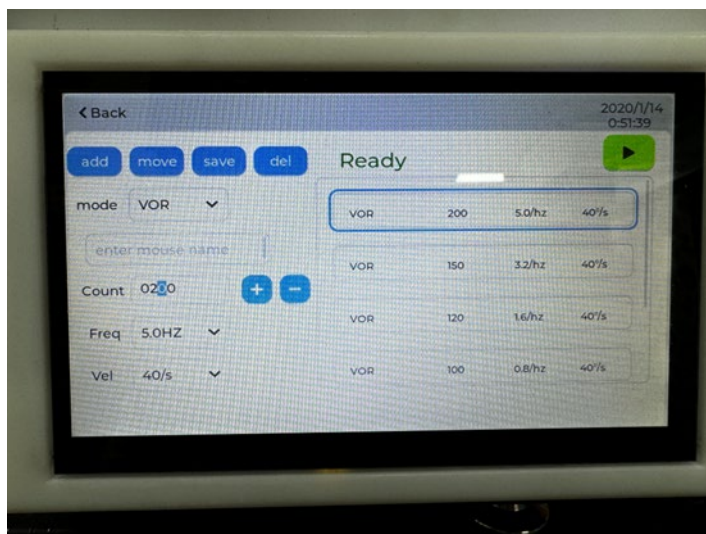 Back
2020/1/14
0:51:39
add move save del Ready
mode VOR
enter mouse name
Count 0200 + −
Freq 5.0HZ
Vel 40/s
VOR 200 5.0/hz 40°/s
VOR 150 3.2/hz 40°/s
VOR 120 1.6/hz 40°/s
VOR 100 0.8/hz 40°/s